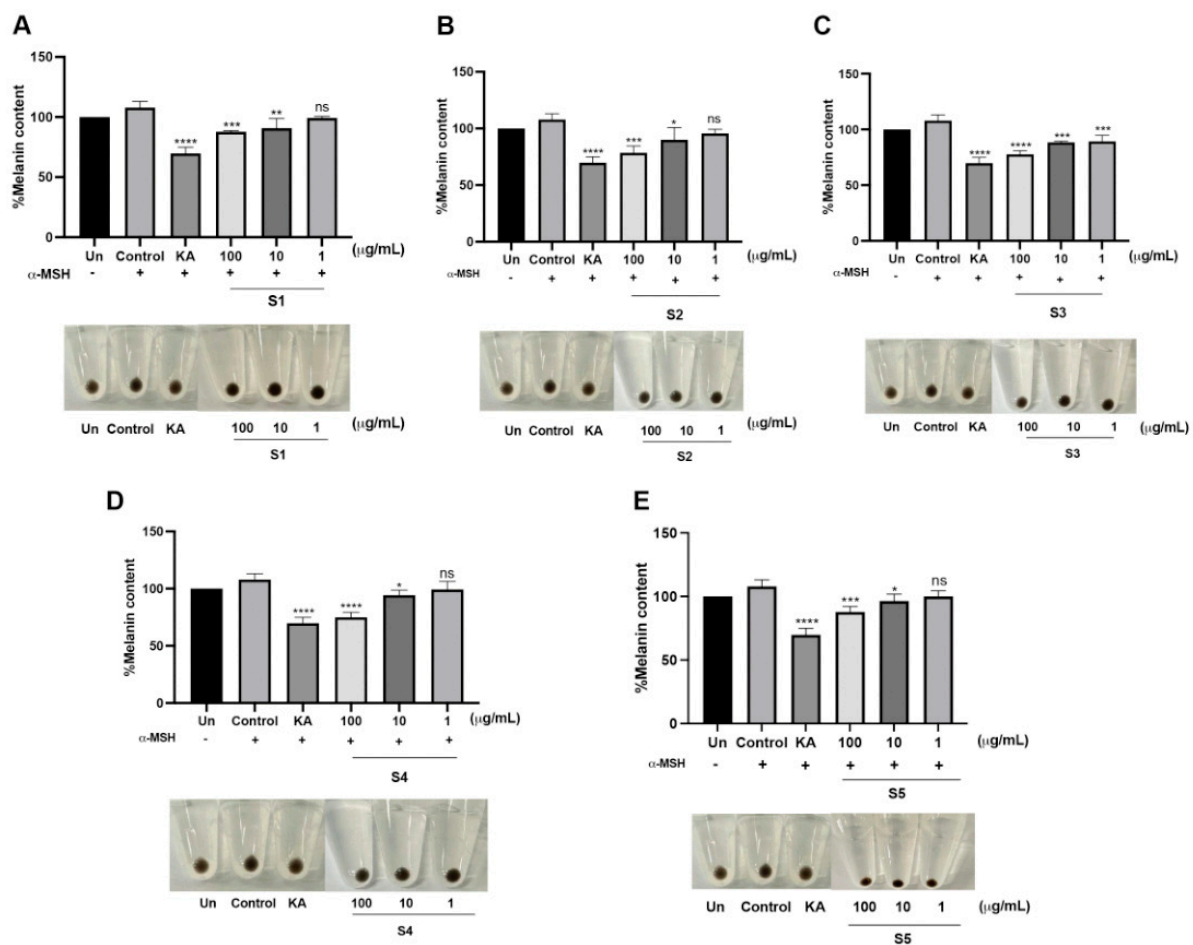 A
%Melanin content
150
100
50
0
**** *** ** ns
Un Control KA 100 10 1 (µg/mL)
α-MSH - + + + + +
S1
Un Control KA 100 10 1 (µg/mL)
S1
B
%Melanin content
150
100
50
0
**** *** * ns
Un Control KA 100 10 1 (µg/mL)
α-MSH - + + + + +
S2
Un Control KA 100 10 1 (µg/mL)
S2
C
%Melanin content
150
100
50
0
**** **** *** ***
Un Control KA 100 10 1 (µg/mL)
α-MSH - + + + + +
S3
Un Control KA 100 10 1 (µg/mL)
S3
D
%Melanin content
150
100
50
0
**** **** * ns
Un Control KA 100 10 1 (µg/mL)
α-MSH - + + + + +
S4
Un Control KA 100 10 1 (µg/mL)
S4
E
%Melanin content
150
100
50
0
**** *** * ns
Un Control KA 100 10 1 (µg/mL)
α-MSH - + + + + +
S5
Un Control KA 100 10 1 (µg/mL)
S5